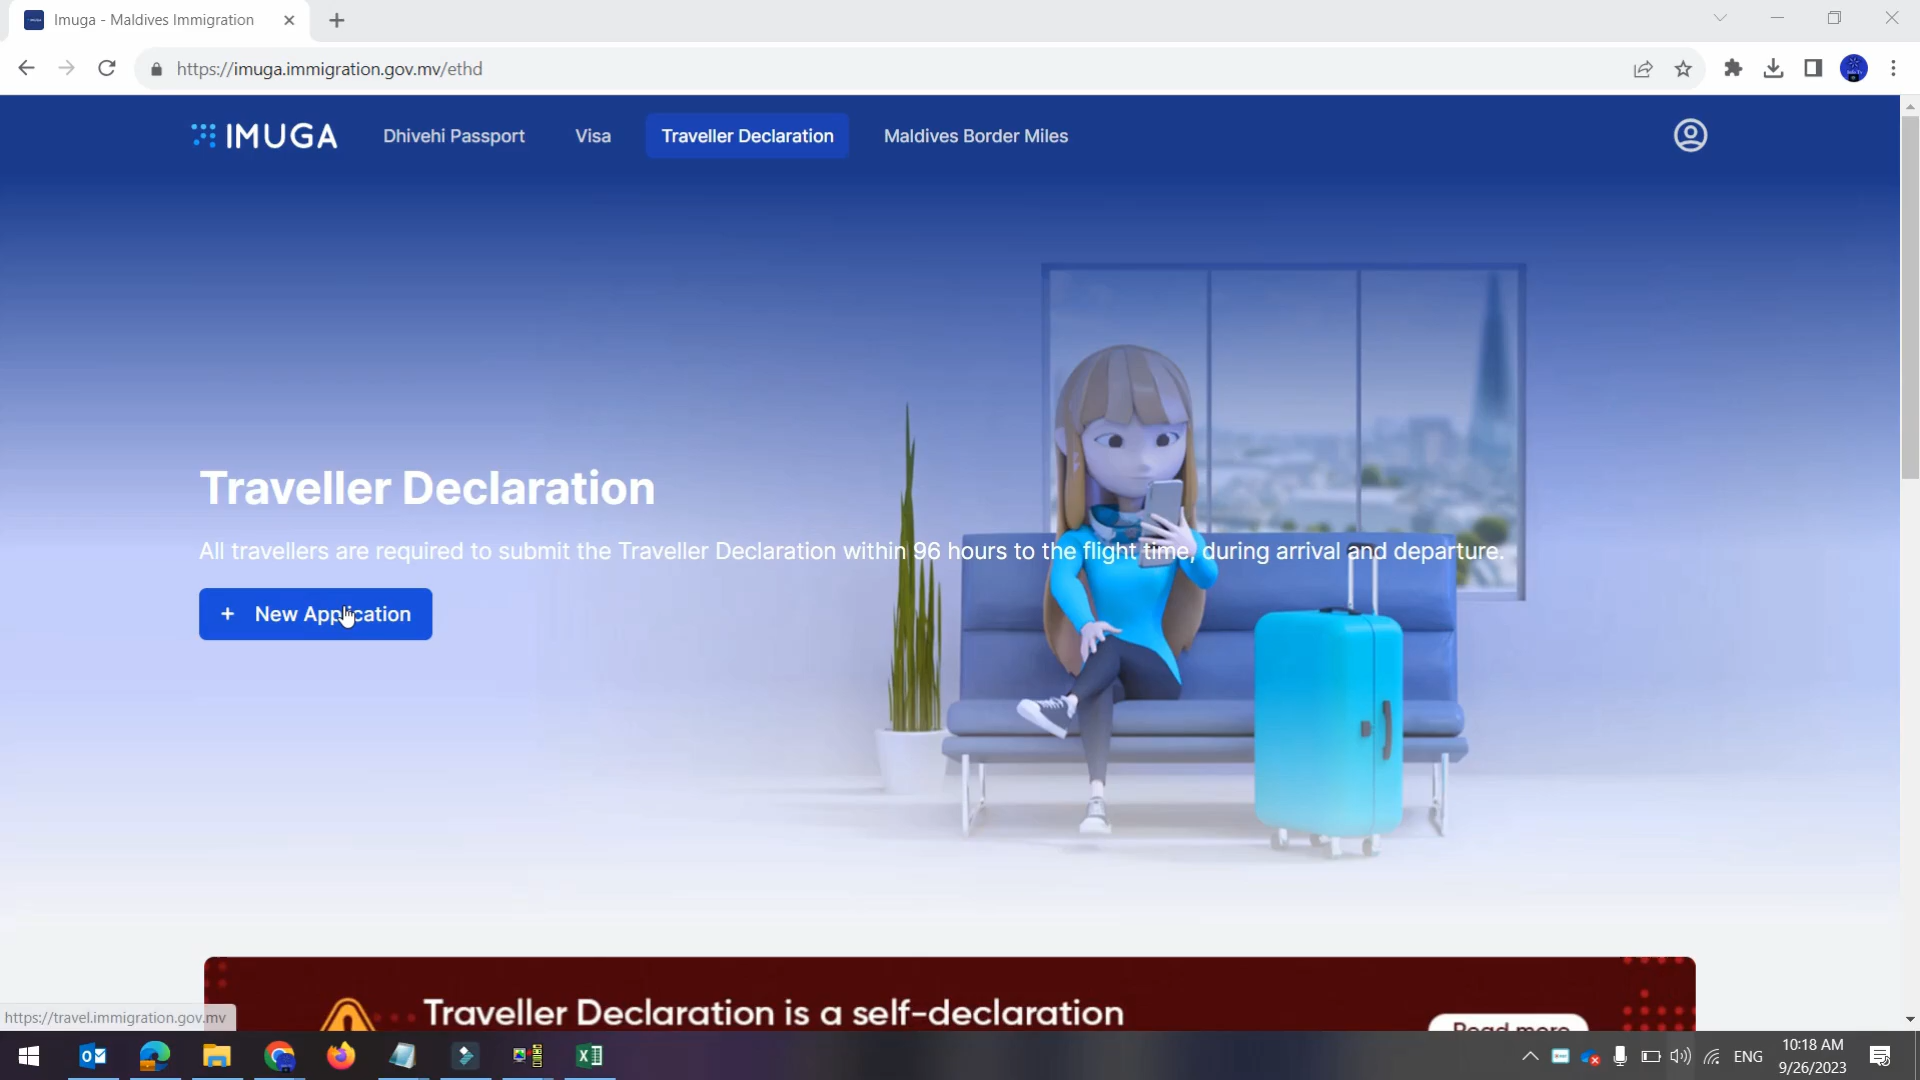 Imuga - Maldives Immigration
https://imuga.immigration.gov.mv/ethd
IMUGA
Dhivehi Passport
Visa
Traveller Declaration
Maldives Border Miles
Traveller Declaration
All travellers are required to submit the Traveller Declaration within 96 hours to the flight time, during arrival and departure.
+ New Application
Traveller Declaration is a self-declaration
Read more
https://travel.immigration.gov.mv
ENG
10:18 AM
9/26/2023